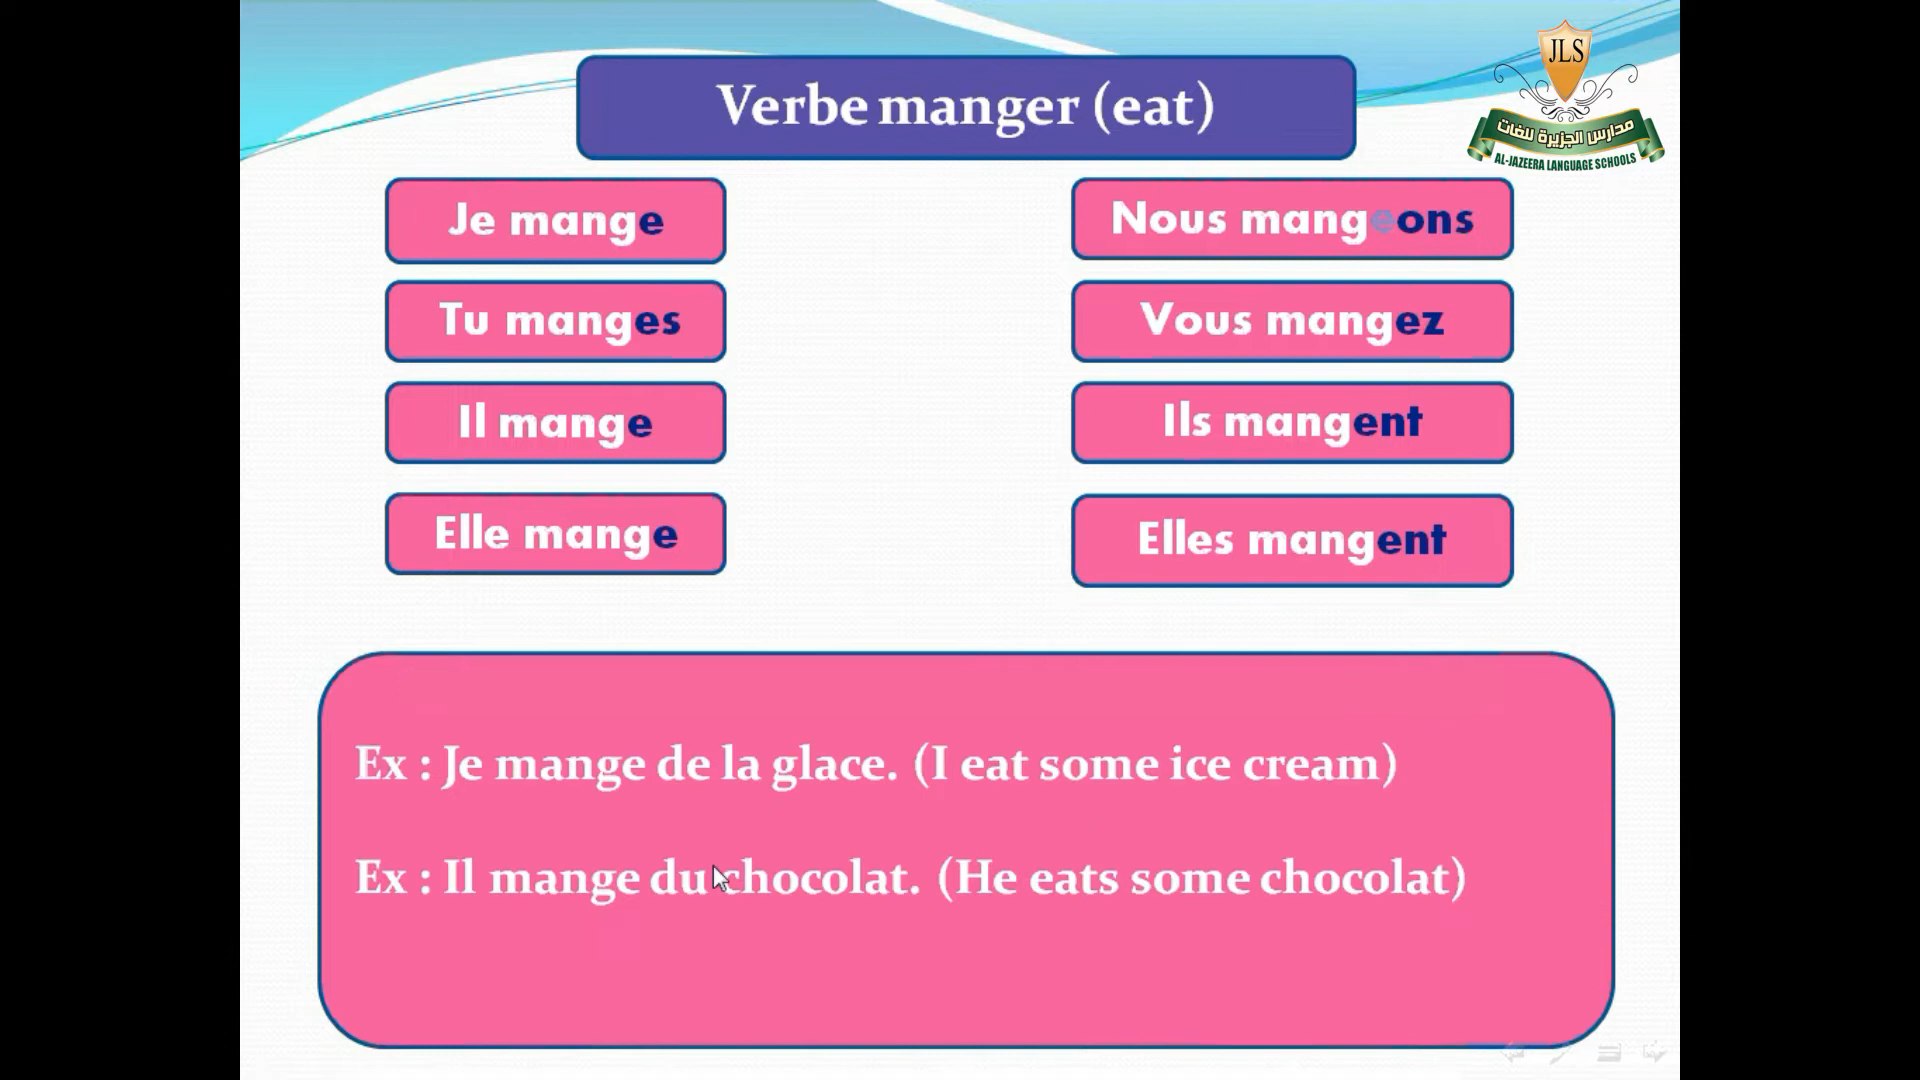 Verbe manger (eat)
JLS
مدارس الجزيرة للغات
AL-JAZEERA LANGUAGE SCHOOLS
Je mange
Tu manges
Il mange
Elle mange
Nous mangeons
Vous mangez
Ils mangent
Elles mangent
Ex : Je mange de la glace. (I eat some ice cream)
Ex : Il mange du chocolat. (He eats some chocolat)